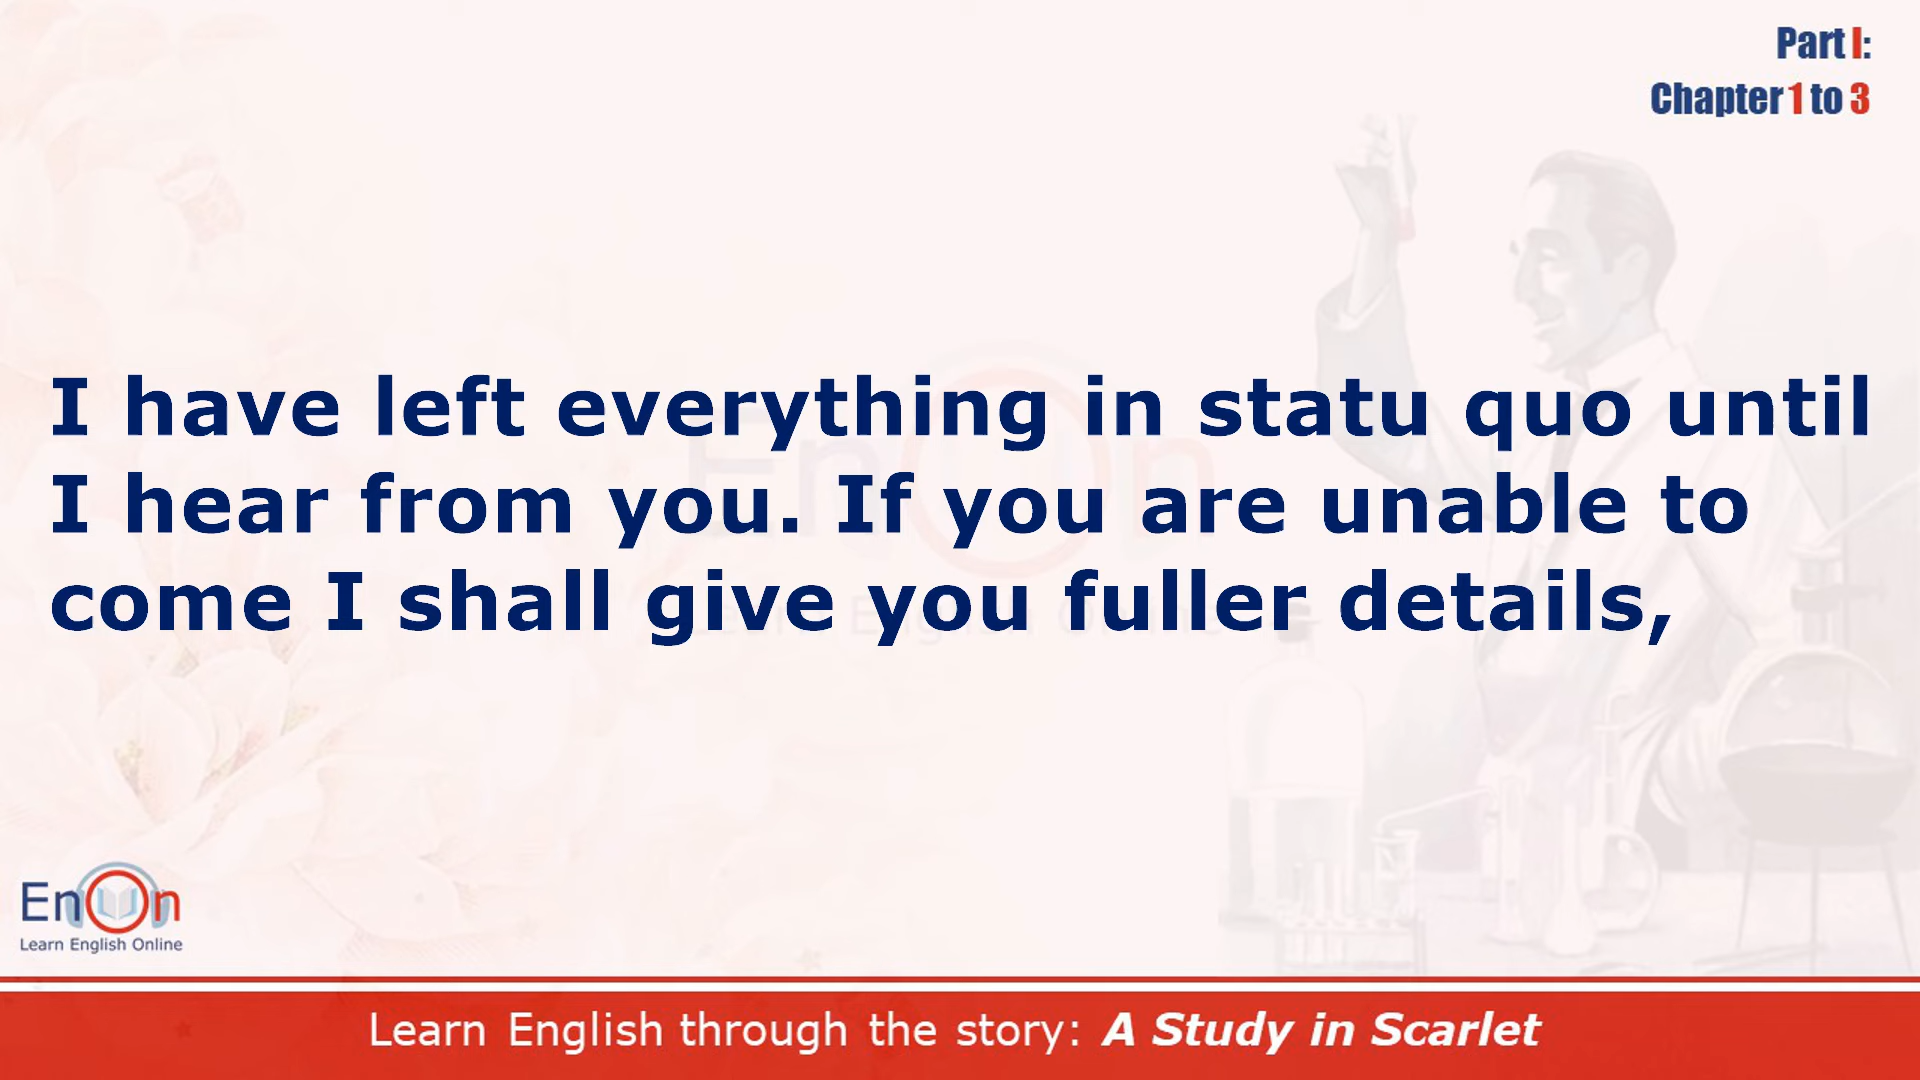 Part I:
Chapter 1 to 3
I have left everything in statu quo until
I hear from you. If you are unable to
come I shall give you fuller details,
EnOn
Learn English Online
Learn English through the story: A Study in Scarlet